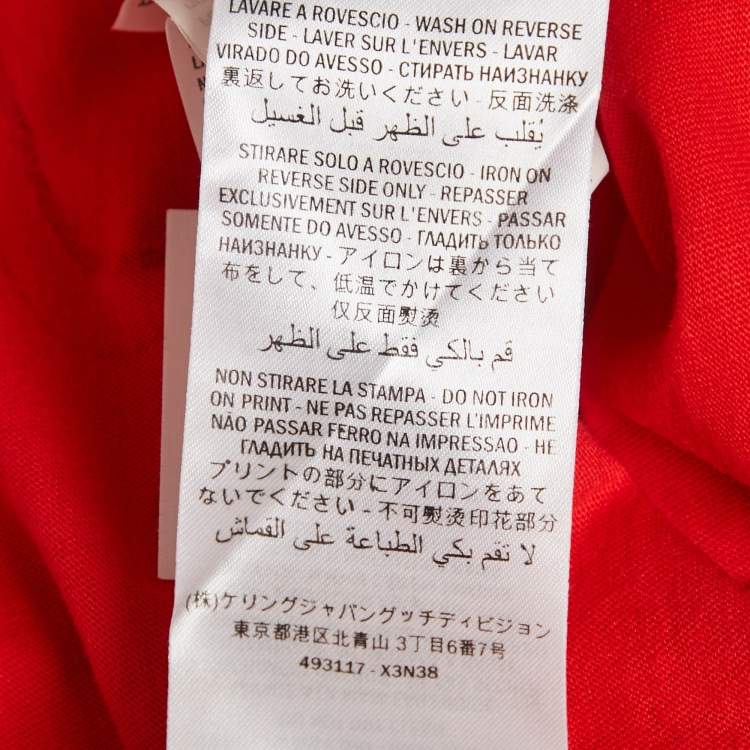 LAVARE A ROVESCIO - WASH ON REVERSE
SIDE - LAVER SUR L'ENVERS - LAVAR
VIRADO DO AVESSO - СТИРАТЬ НАИЗНАНКУ
裏返してお洗いください - 反面洗涤
يُقلب على الظهر قبل الغسيل
STIRARE SOLO A ROVESCIO - IRON ON
REVERSE SIDE ONLY - REPASSER
EXCLUSIVEMENT SUR L'ENVERS - PASSAR
SOMENTE DO AVESSO - ГЛАДИТЬ ТОЛЬКО
НАИЗНАНКУ - アイロンは裏から当て
布をして、低温でかけてください
仅反面熨烫
قم بالكي فقط على الظهر
NON STIRARE LA STAMPA - DO NOT IRON
ON PRINT - NE PAS REPASSER L'IMPRIME
NÃO PASSAR FERRO NA IMPRESSAO - НЕ
ГЛАДИТЬ НА ПЕЧАТНЫХ ДЕТАЛЯХ
プリントの部分にアイロンをあて
ないでください - 不可熨烫印花部分
لا تقم بكي الطباعة على القماش
(株)ケリングジャパングッチディビジョン
東京都港区北青山 3丁目6番7号
493117 - X3N38